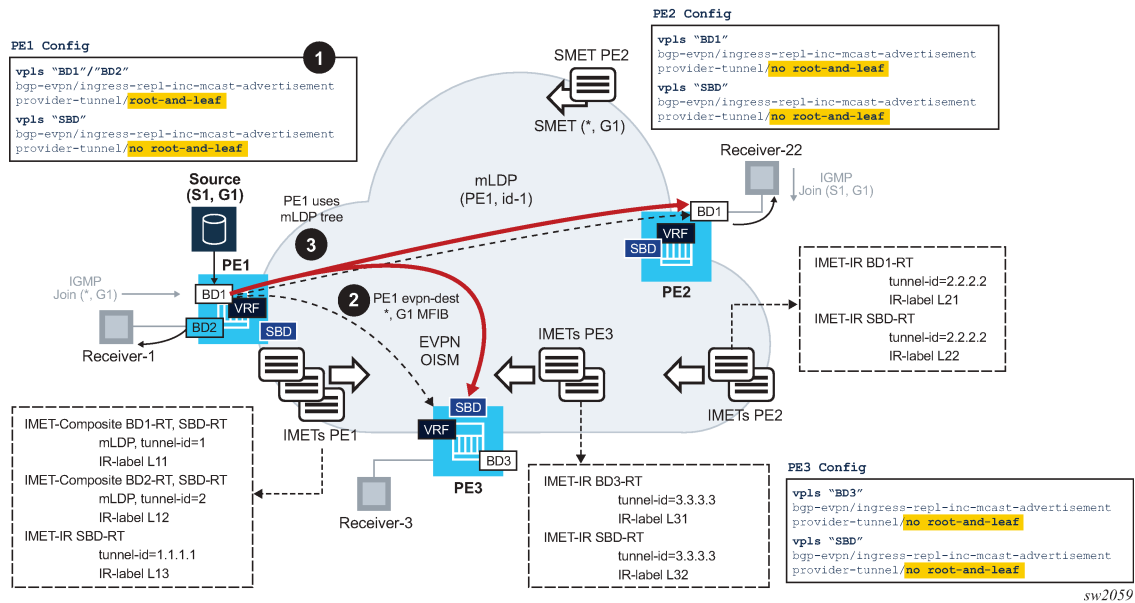 PE1 Config
1
vpls "BD1"/"BD2"
bgp-evpn/ingress-repl-inc-mcast-advertisement
provider-tunnel/root-and-leaf
vpls "SBD"
bgp-evpn/ingress-repl-inc-mcast-advertisement
provider-tunnel/no root-and-leaf
SMET PE2
SMET (*, G1)
PE2 Config
vpls "BD1"
bgp-evpn/ingress-repl-inc-mcast-advertisement
provider-tunnel/no root-and-leaf
vpls "SBD"
bgp-evpn/ingress-repl-inc-mcast-advertisement
provider-tunnel/no root-and-leaf
Receiver-22
IGMP
Join (S1, G1)
Source
(S1, G1)
PE1 uses
mLDP tree
3
mLDP
(PE1, id-1)
BD1
VRF
SBD
PE2
PE1
IGMP
Join (*, G1)
BD1
VRF
BD2
SBD
Receiver-1
2
PE1 evpn-dest
*, G1 MFIB
EVPN
OISM
IMETs PE3
IMETs PE2
IMETs PE1
SBD
VRF
BD3
PE3
Receiver-3
IMET-IR BD1-RT
tunnel-id=2.2.2.2
IR-label L21
IMET-IR SBD-RT
tunnel-id=2.2.2.2
IR-label L22
IMET-Composite BD1-RT, SBD-RT
mLDP, tunnel-id=1
IR-label L11
IMET-Composite BD2-RT, SBD-RT
mLDP, tunnel-id=2
IR-label L12
IMET-IR SBD-RT
tunnel-id=1.1.1.1
IR-label L13
IMET-IR BD3-RT
tunnel-id=3.3.3.3
IR-label L31
IMET-IR SBD-RT
tunnel-id=3.3.3.3
IR-label L32
PE3 Config
vpls "BD3"
bgp-evpn/ingress-repl-inc-mcast-advertisement
provider-tunnel/no root-and-leaf
vpls "SBD"
bgp-evpn/ingress-repl-inc-mcast-advertisement
provider-tunnel/no root-and-leaf
sw2059